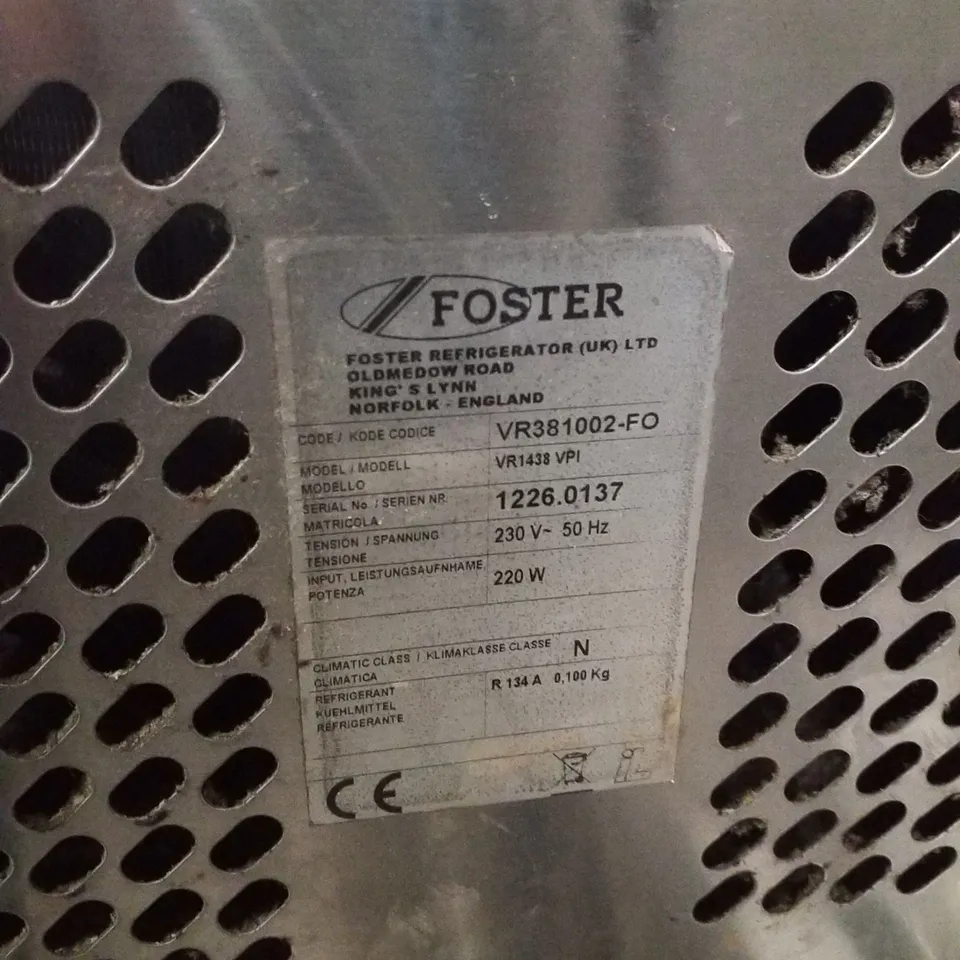 FOSTER
FOSTER REFRIGERATOR (UK) LTD
OLDMEDOW ROAD
KING' S LYNN
NORFOLK - ENGLAND
CODE / KODE CODICE VR381002-FO
MODEL / MODELL VR1438 VPI
MODELLO
SERIAL No. / SERIEN NR. 1226.0137
MATRICOLA
TENSION / SPANNUNG 230 V~ 50 Hz
TENSIONE
INPUT, LEISTUNGSAUFNHAME 220 W
POTENZA
CLIMATIC CLASS / KLIMAKLASSE CLASSE N
CLIMATICA
REFRIGERANT R 134 A 0,100 Kg
KUEHLMITTEL
REFRIGERANTE
CE